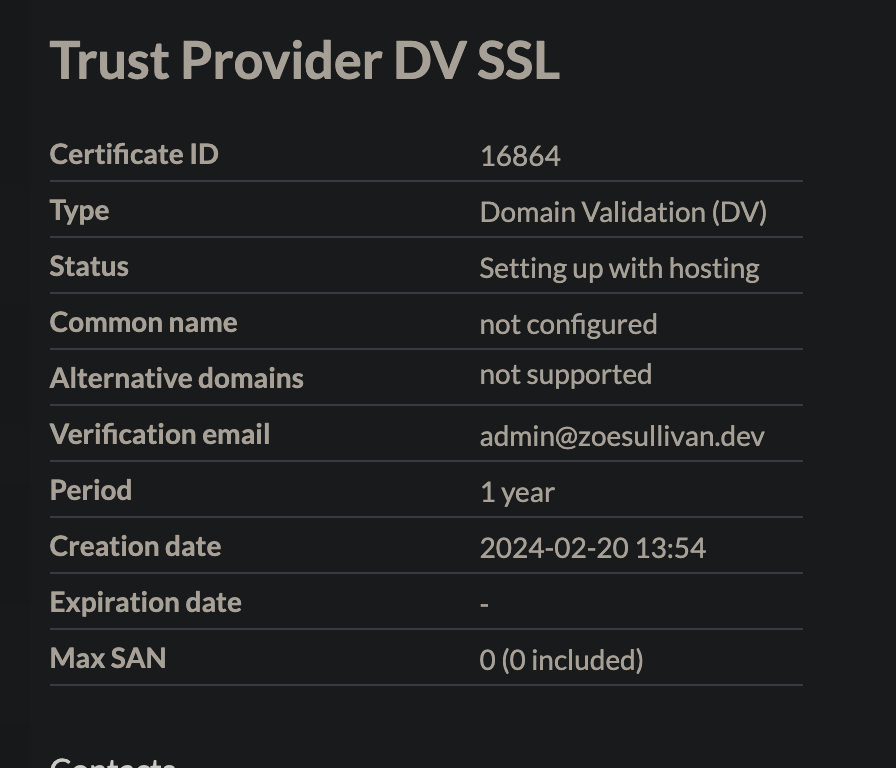 Trust Provider DV SSL
Certificate ID 16864
Type Domain Validation (DV)
Status Setting up with hosting
Common name not configured
Alternative domains not supported
Verification email admin@zoesullivan.dev
Period 1 year
Creation date 2024-02-20 13:54
Expiration date -
Max SAN 0 (0 included)
Contacts